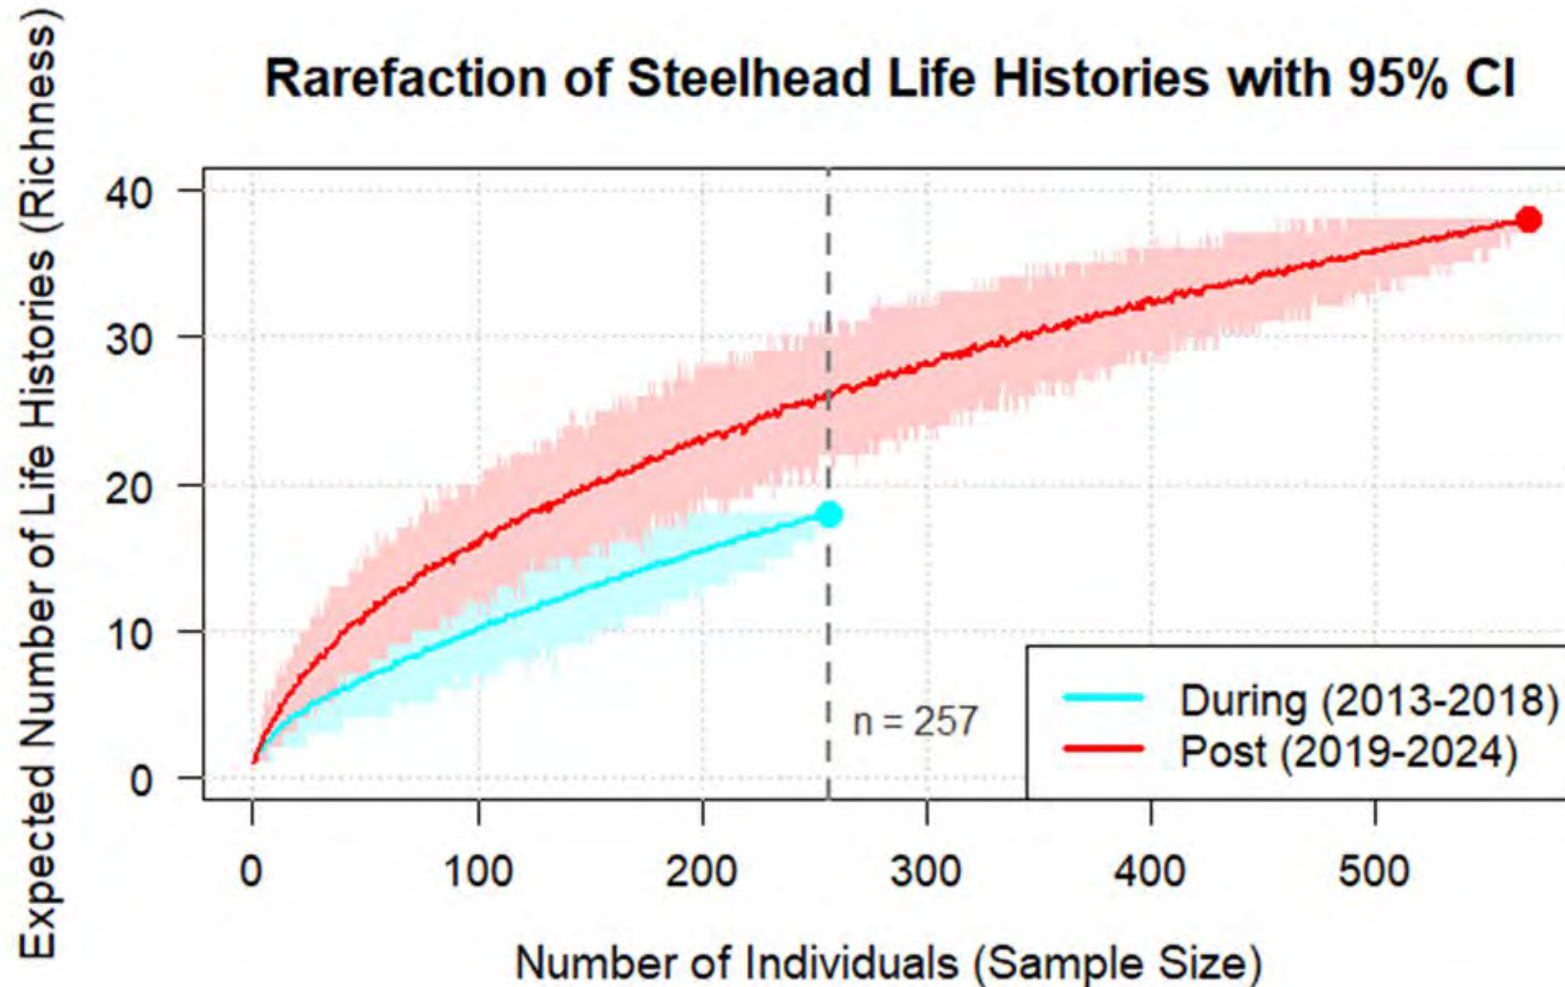 Rarefaction of Steelhead Life Histories with 95% CI
Expected Number of Life Histories (Richness)
40
30
20
10
0
n = 257
During (2013-2018)
Post (2019-2024)
0 100 200 300 400 500
Number of Individuals (Sample Size)